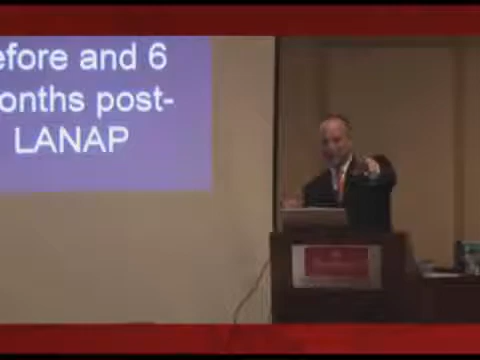 efore and 6
onths post-
LANAP